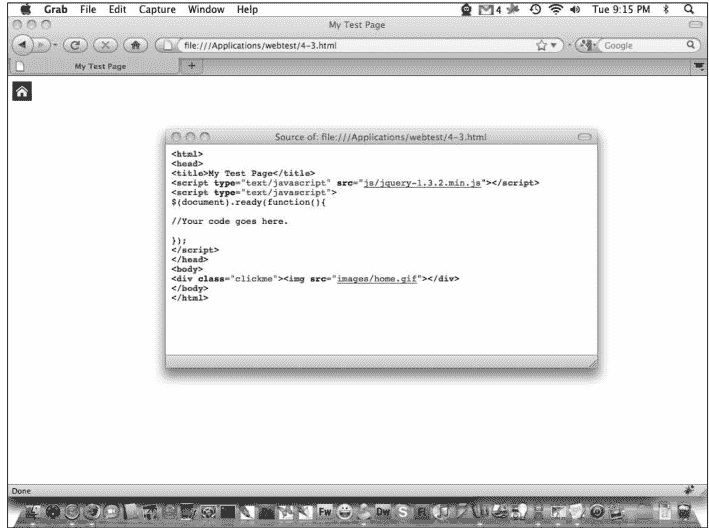 Grab File Edit Capture Window Help 4 Tue 9:15 PM
My Test Page
file:///Applications/webtest/4-3.html
Google
My Test Page +
Source of: file:///Applications/webtest/4-3.html
<html>
<head>
<title>My Test Page</title>
<script type="text/javascript" src="js/jquery-1.3.2.min.js"></script>
<script type="text/javascript">
$(document).ready(function(){
//Your code goes here.
});
</script>
</head>
<body>
<div class="clickme"><img src="images/home.gif"></div>
</body>
</html>
Done
Fw Dw S FL